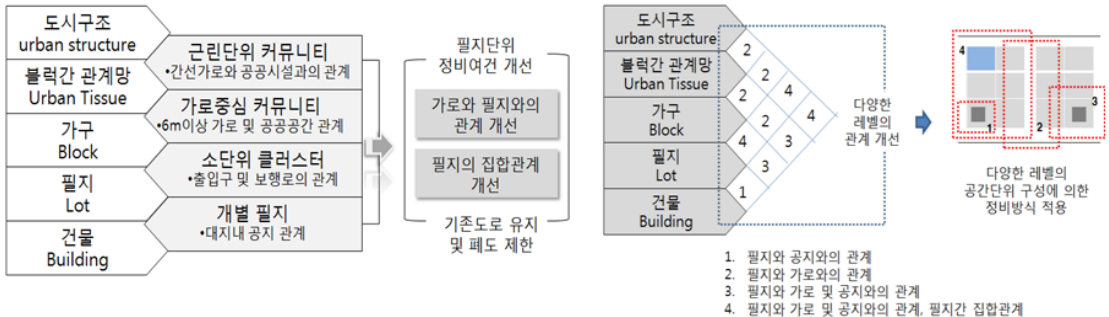 도시구조
urban structure
블럭간 관계망
Urban Tissue
가구
Block
필지
Lot
건물
Building
근린단위 커뮤니티
•간선가로와 공공시설과의 관계
가로중심 커뮤니티
•6m이상 가로 및 공공공간 관계
소단위 클러스터
•출입구 및 보행로의 관계
개별 필지
•대지내 공지 관계
필지단위
정비여건 개선
가로와 필지와의
관계 개선
필지의 집합관계
개선
기존도로 유지
및 폐도 제한
도시구조
urban structure
블럭간 관계망
Urban Tissue
가구
Block
필지
Lot
건물
Building
2
2
2
4
2
4
4
3
3
1
다양한
레벨의
관계 개선
4
3
1
2
다양한 레벨의
공간단위 구성에 의한
정비방식 적용
1. 필지와 공지와의 관계
2. 필지와 가로와의 관계
3. 필지와 가로 및 공지와의 관계
4. 필지와 가로 및 공지와의 관계, 필지간 집합관계